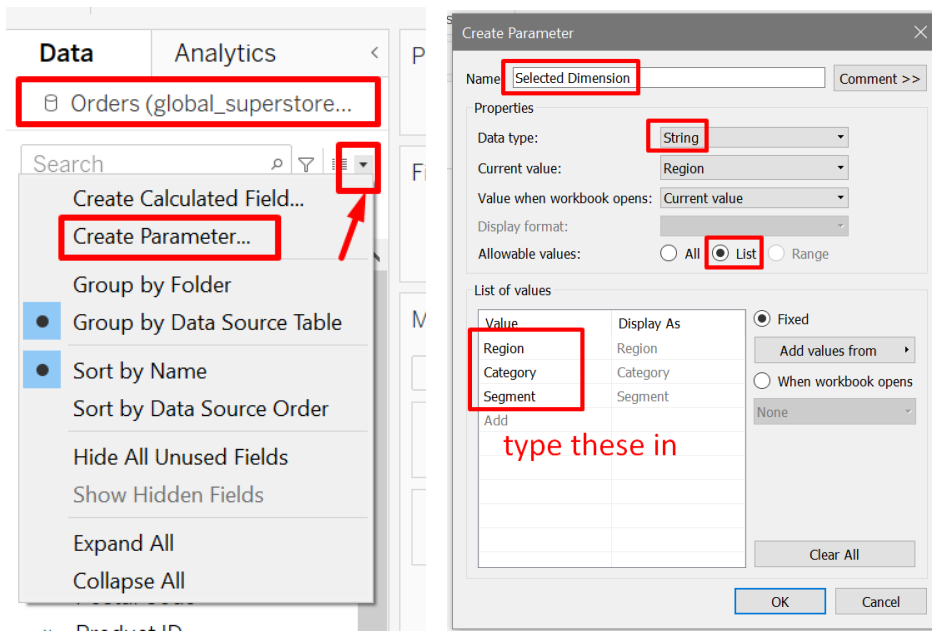 Data
Analytics
<
P
Orders (global_superstore...
Search
Fi
Create Calculated Field...
Create Parameter...
Group by Folder
Group by Data Source Table
M
Sort by Name
Sort by Data Source Order
Hide All Unused Fields
Show Hidden Fields
Expand All
Collapse All
Product ID
Create Parameter
Name
Selected Dimension
Comment >>
Properties
Data type:
String
Current value:
Region
Value when workbook opens:
Current value
Display format:
Allowable values:
All
List
Range
List of values
Value
Display As
Region
Region
Category
Category
Segment
Segment
Add
type these in
Fixed
Add values from
When workbook opens
None
Clear All
OK
Cancel